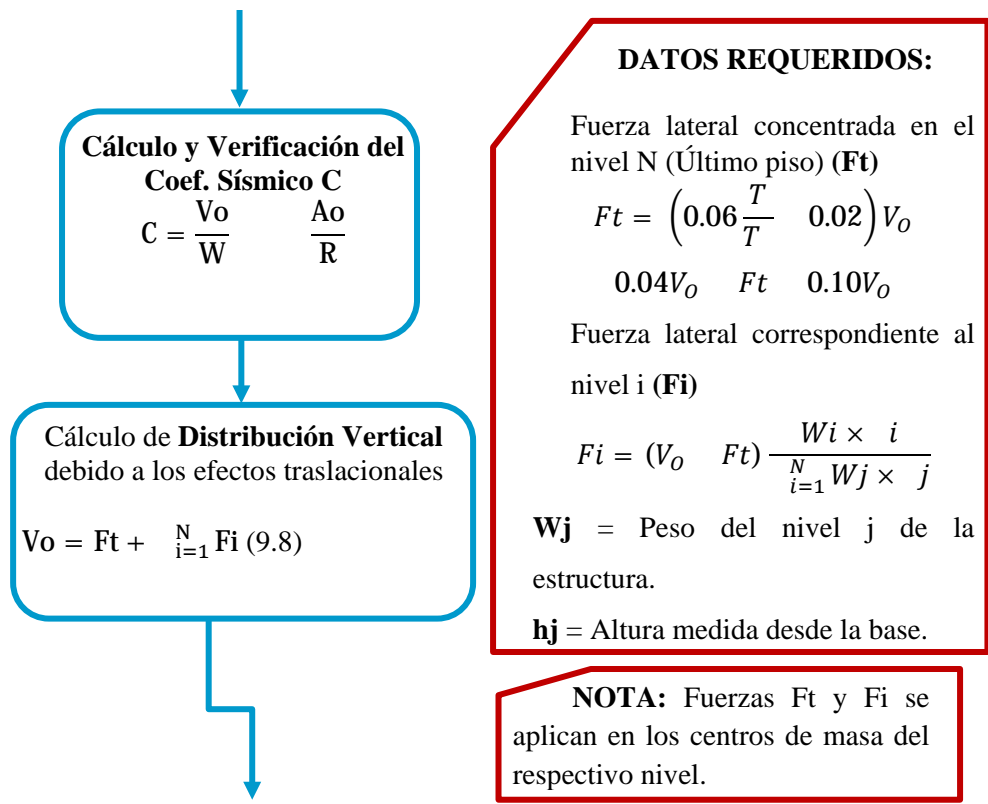 Cálculo y Verificación del
Coef. Sísmico C
C = Vo/W Ao/R
Cálculo de Distribución Vertical
debido a los efectos traslacionales
Vo = Ft + N i=1 Fi (9.8)
DATOS REQUERIDOS:
Fuerza lateral concentrada en el
nivel N (Último piso) (Ft)
Ft = (0.06 T/T 0.02) V_O
0.04V_O Ft 0.10V_O
Fuerza lateral correspondiente al
nivel i (Fi)
Fi = (V_O Ft) Wi × i / N i=1 Wj × j
Wj = Peso del nivel j de la
estructura.
hj = Altura medida desde la base.
NOTA: Fuerzas Ft y Fi se
aplican en los centros de masa del
respectivo nivel.